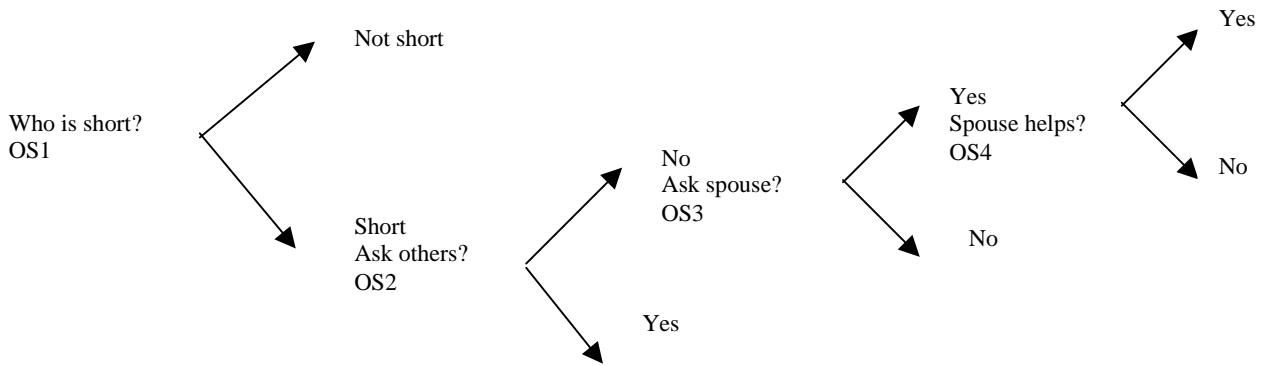 Who is short?
OS1
Not short
Short
Ask others?
OS2
No
Ask spouse?
OS3
Yes
Yes
Spouse helps?
OS4
No
Yes
No